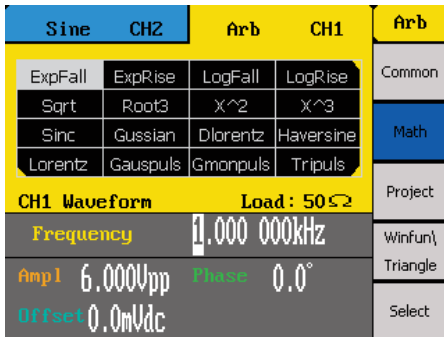 Sine CH2 Arb CH1 Arb
ExpFall ExpRise LogFall LogRise
Common
Sqrt Root3 X^2 X^3
Sinc Gussian Dlorentz Haversine
Math
Lorentz Gauspuls Gmonpuls Tripuls
CH1 Waveform Load: 50Ω
Project
Frequency 1.000 000kHz
Winfun\
Triangle
Ampl 6.000Vpp Phase 0.0°
Offset 0.0mVdc
Select